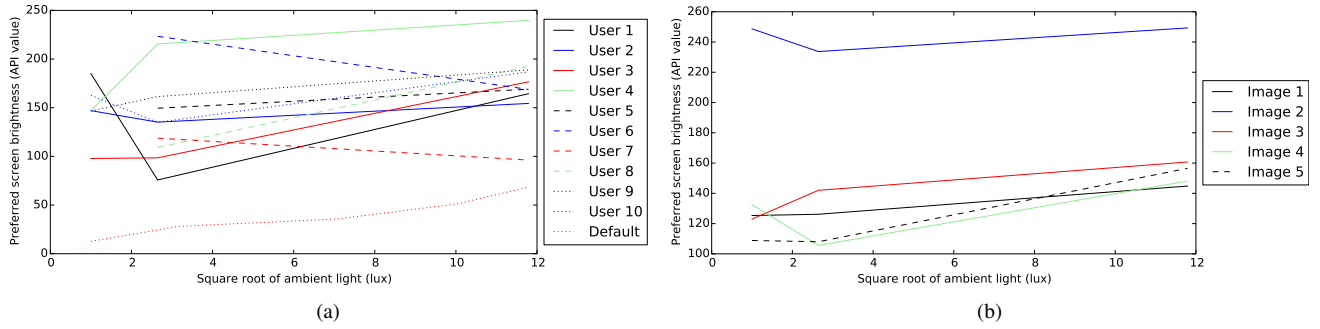 250
200
150
100
50
0
0 2 4 6 8 10 12
Preferred screen brightness (API value)
Square root of ambient light (lux)
User 1
User 2
User 3
User 4
User 5
User 6
User 7
User 8
User 9
User 10
Default
(a)
260
240
220
200
180
160
140
120
100
0 2 4 6 8 10 12
Preferred screen brightness (API value)
Square root of ambient light (lux)
Image 1
Image 2
Image 3
Image 4
Image 5
(b)